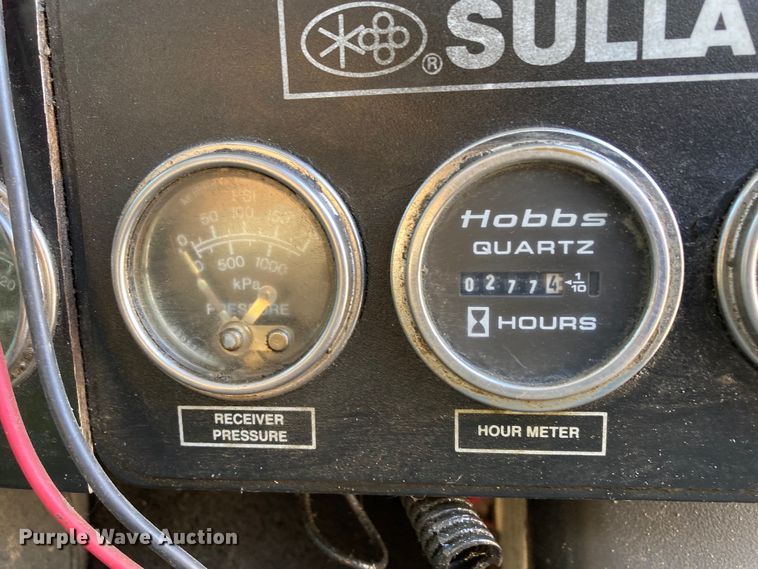 SULLA
®
PSI
0 50 100 150
0 500 1000
kPa
PRESSURE
RECEIVER
PRESSURE
Hobbs
QUARTZ
02774 1/10
HOURS
HOUR METER
20
Purple Wave Auction